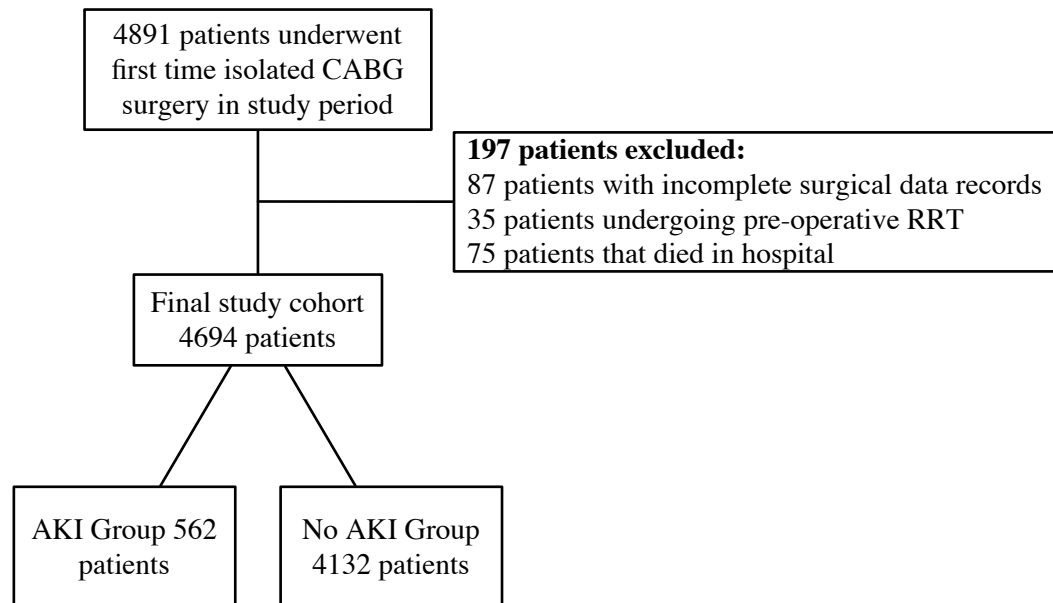 4891 patients underwent
first time isolated CABG
surgery in study period
197 patients excluded:
87 patients with incomplete surgical data records
35 patients undergoing pre-operative RRT
75 patients that died in hospital
Final study cohort
4694 patients
AKI Group 562
patients
No AKI Group
4132 patients